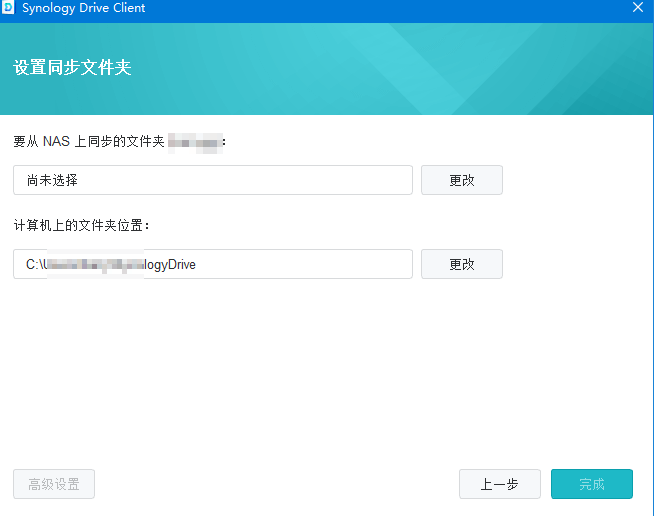 Synology Drive Client
设置同步文件夹
要从 NAS 上同步的文件夹 :
尚未选择 更改
计算机上的文件夹位置：
C:\ logyDrive 更改
高级设置 上一步 完成